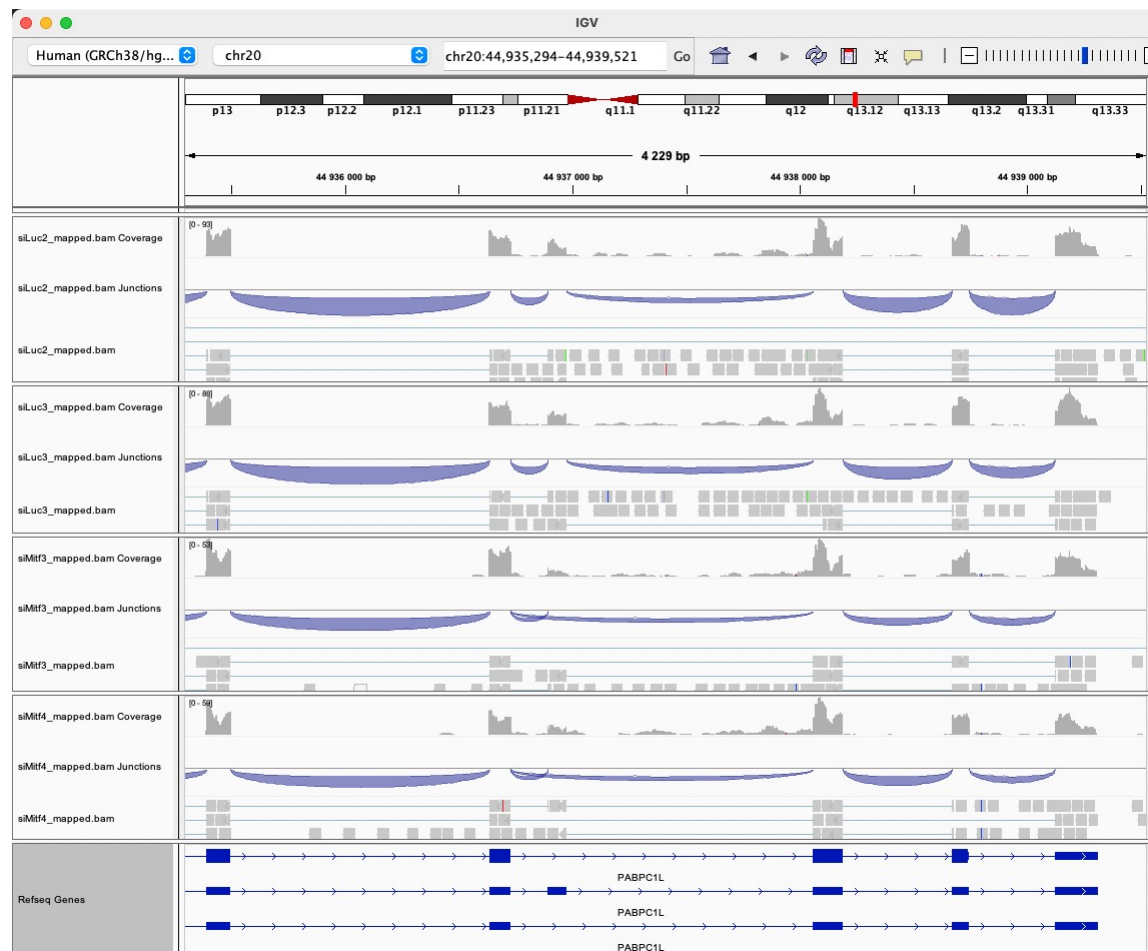 IGV
Human (GRCh38/hg... chr20 chr20:44,935,294-44,939,521 Go
p13 p12.3 p12.2 p12.1 p11.23 p11.21 q11.1 q11.22 q12 q13.12 q13.13 q13.2 q13.31 q13.33
4 229 bp
44 936 000 bp 44 937 000 bp 44 938 000 bp 44 939 000 bp
[0 - 93]
siLuc2_mapped.bam Coverage
siLuc2_mapped.bam Junctions
siLuc2_mapped.bam
[0 - 88]
siLuc3_mapped.bam Coverage
siLuc3_mapped.bam Junctions
siLuc3_mapped.bam
[0 - 53]
siMitf3_mapped.bam Coverage
siMitf3_mapped.bam Junctions
siMitf3_mapped.bam
[0 - 59]
siMitf4_mapped.bam Coverage
siMitf4_mapped.bam Junctions
siMitf4_mapped.bam
PABPC1L
Refseq Genes
PABPC1L
PABPC1L